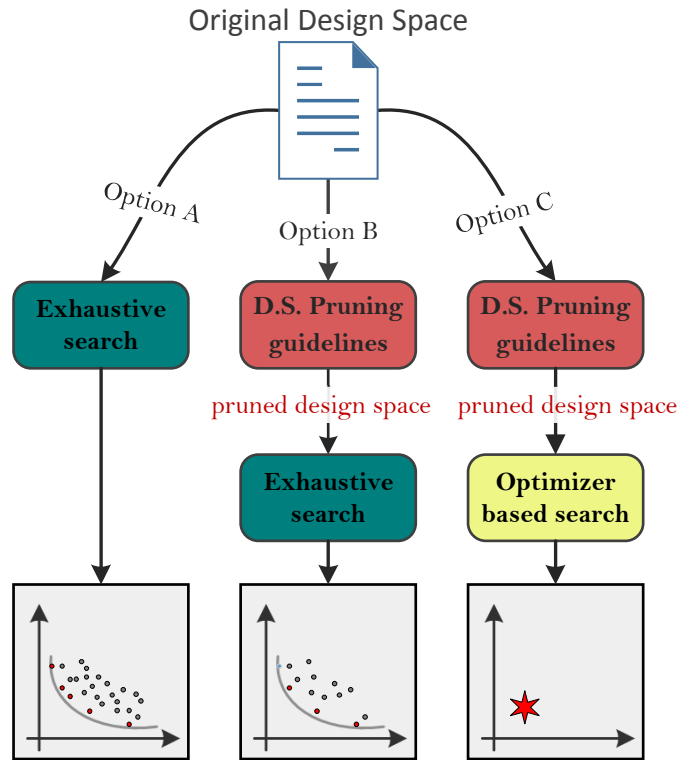 Original Design Space
Option A
Option B
Option C
Exhaustive
search
D.S. Pruning
guidelines
D.S. Pruning
guidelines
pruned design space
pruned design space
Exhaustive
search
Optimizer
based search